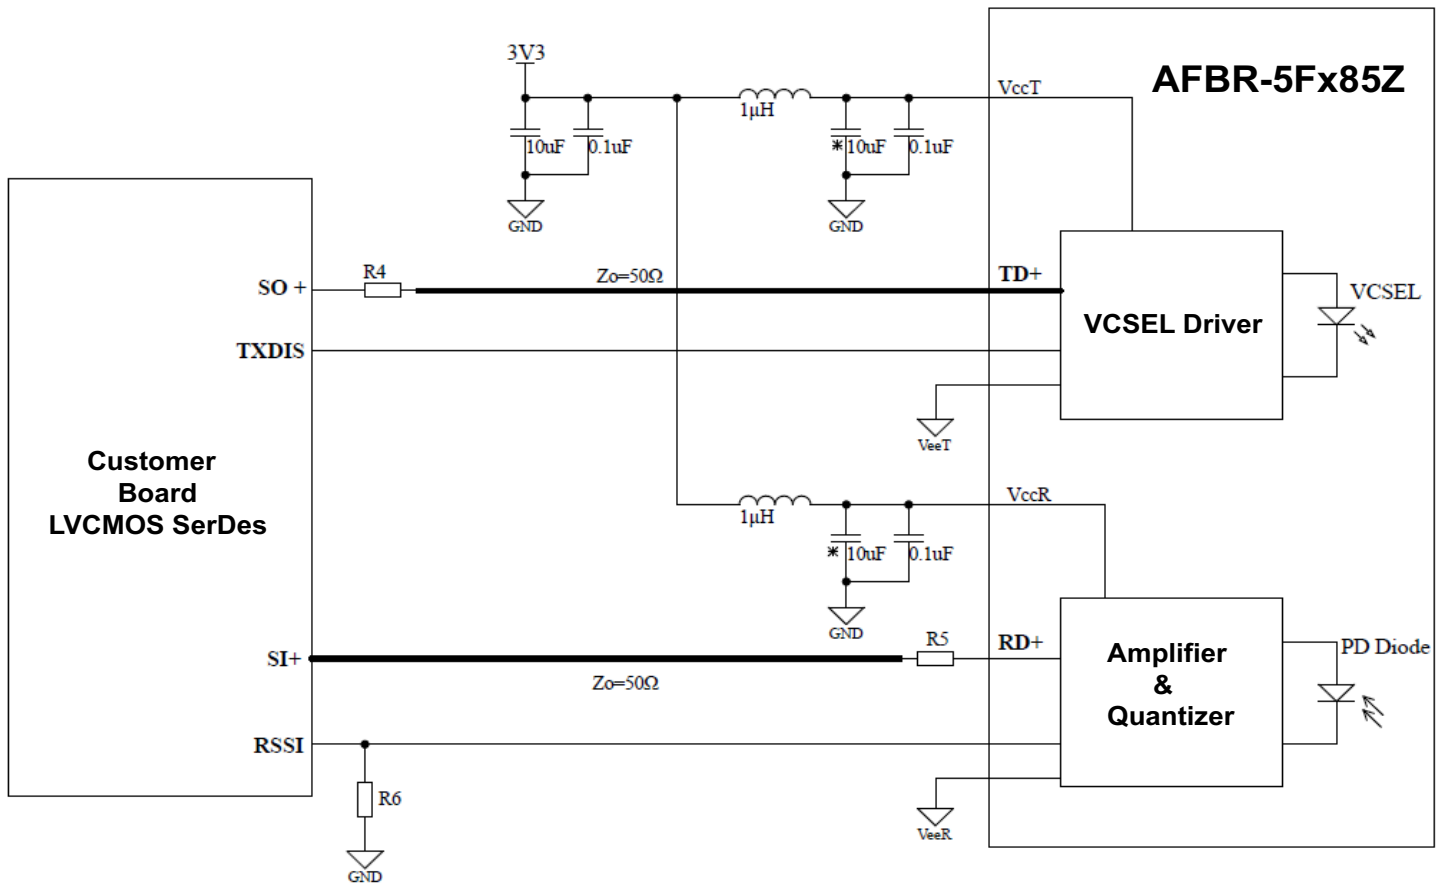 3V3
AFBR-5Fx85Z
VccT
1µH
10uF
0.1uF
* 10uF
0.1uF
GND
GND
SO +
R4
Zo=50Ω
TD+
VCSEL
VCSEL Driver
TXDIS
VeeT
Customer
Board
LVCMOS SerDes
VccR
1µH
* 10uF
0.1uF
GND
SI+
R5
RD+
PD Diode
Zo=50Ω
Amplifier
&
Quantizer
RSSI
R6
VeeR
GND